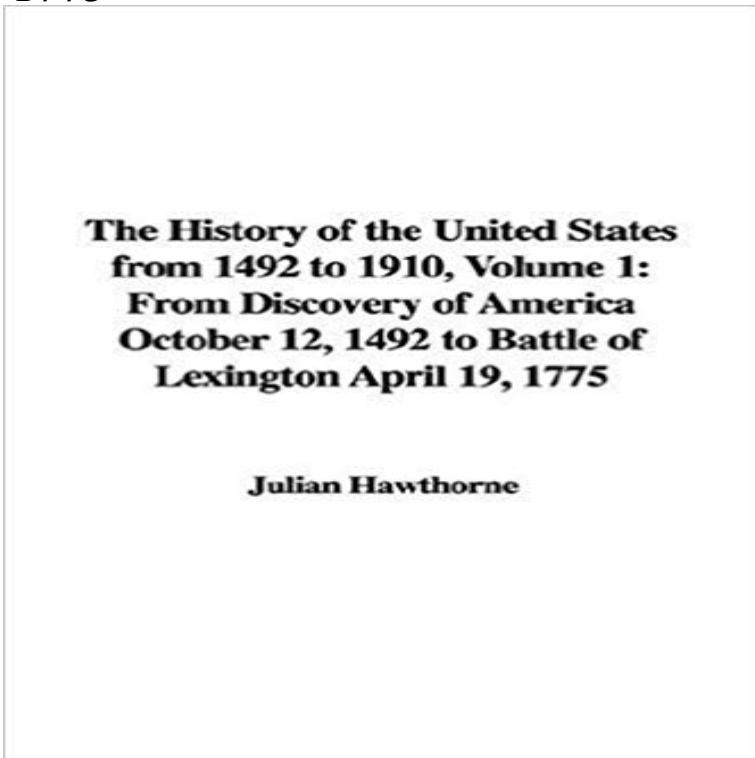 The History of the United States
from 1492 to 1910, Volume 1:
From Discovery of America
October 12, 1492 to Battle of
Lexington April 19, 1775
Julian Hawthorne